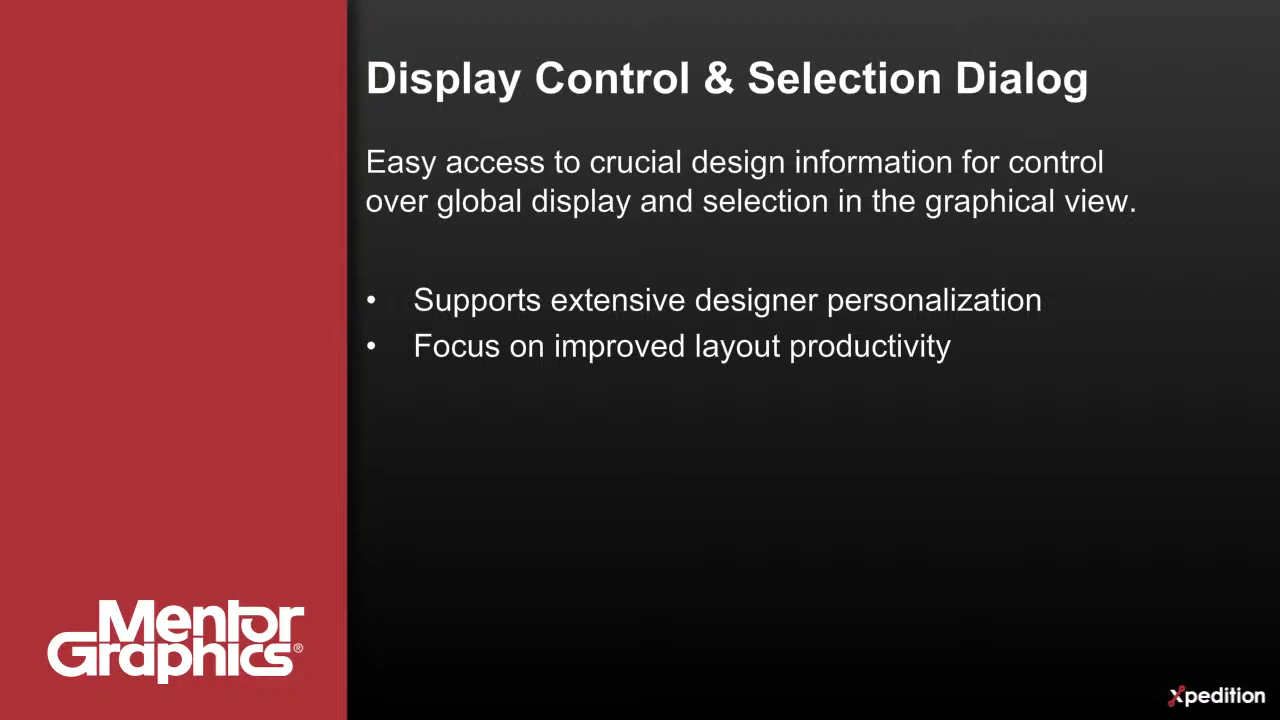 Display Control & Selection Dialog
Easy access to crucial design information for control
over global display and selection in the graphical view.
• Supports extensive designer personalization
• Focus on improved layout productivity
Mentor
Graphics®
xpedition